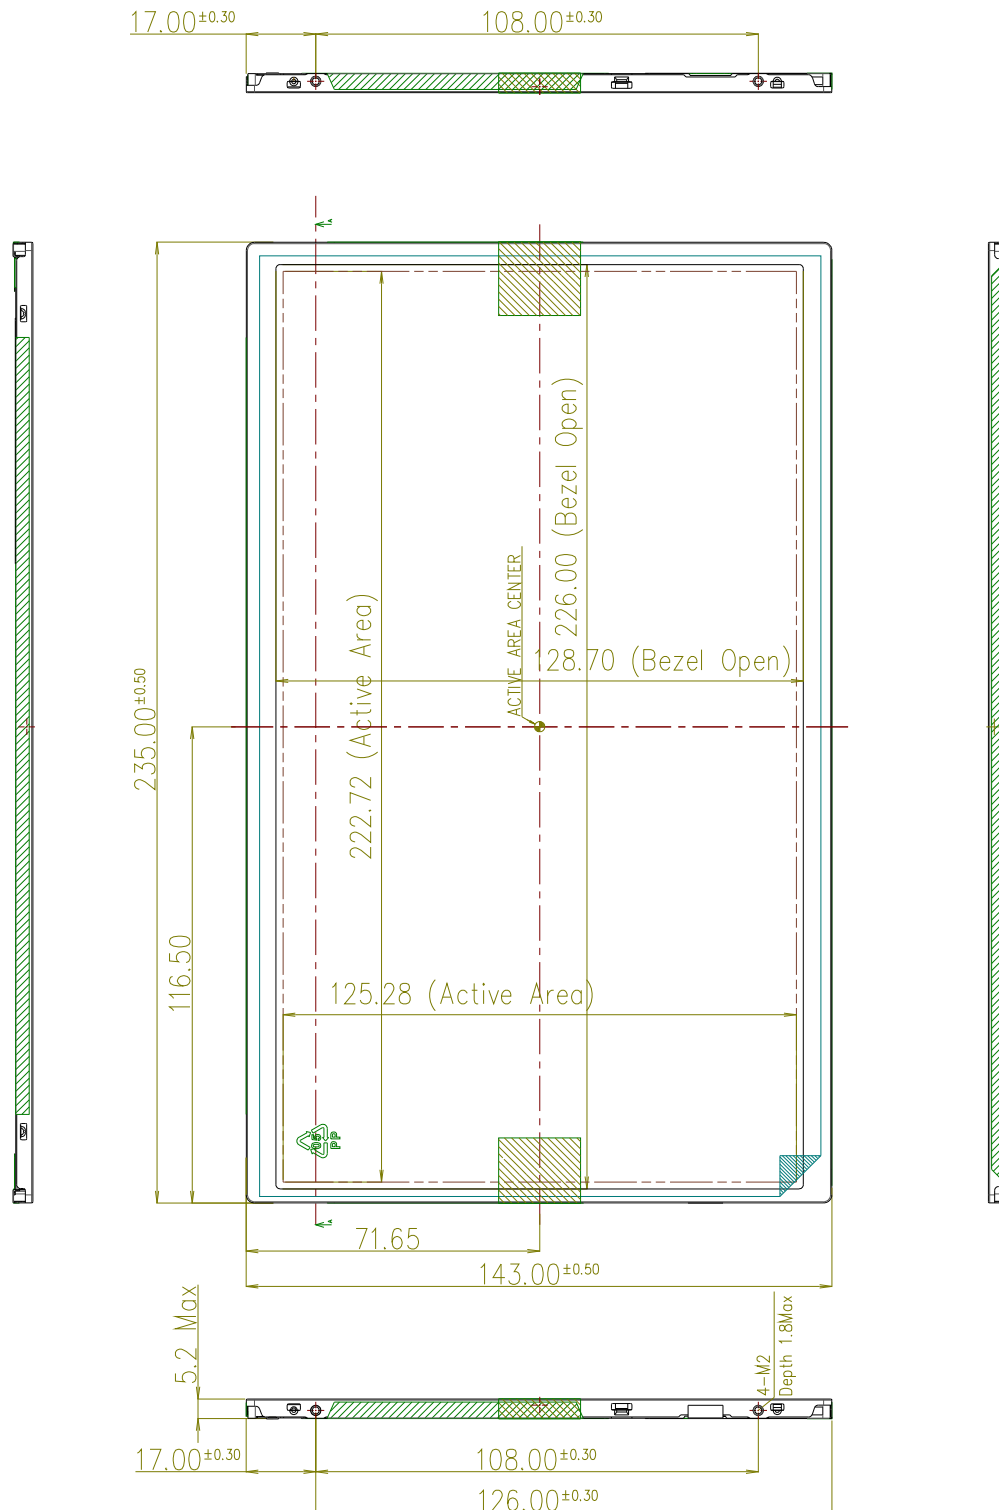 17.00±0.30
108.00±0.30
A
226.00 (Bezel Open)
ACTIVE AREA CENTER
222.72 (Active Area)
128.70 (Bezel Open)
235.00±0.50
116.50
125.28 (Active Area)
05
PP
A
71.65
143.00±0.50
5.2 Max
4-M2
Depth 1.8Max
17.00±0.30
108.00±0.30
126.00±0.30